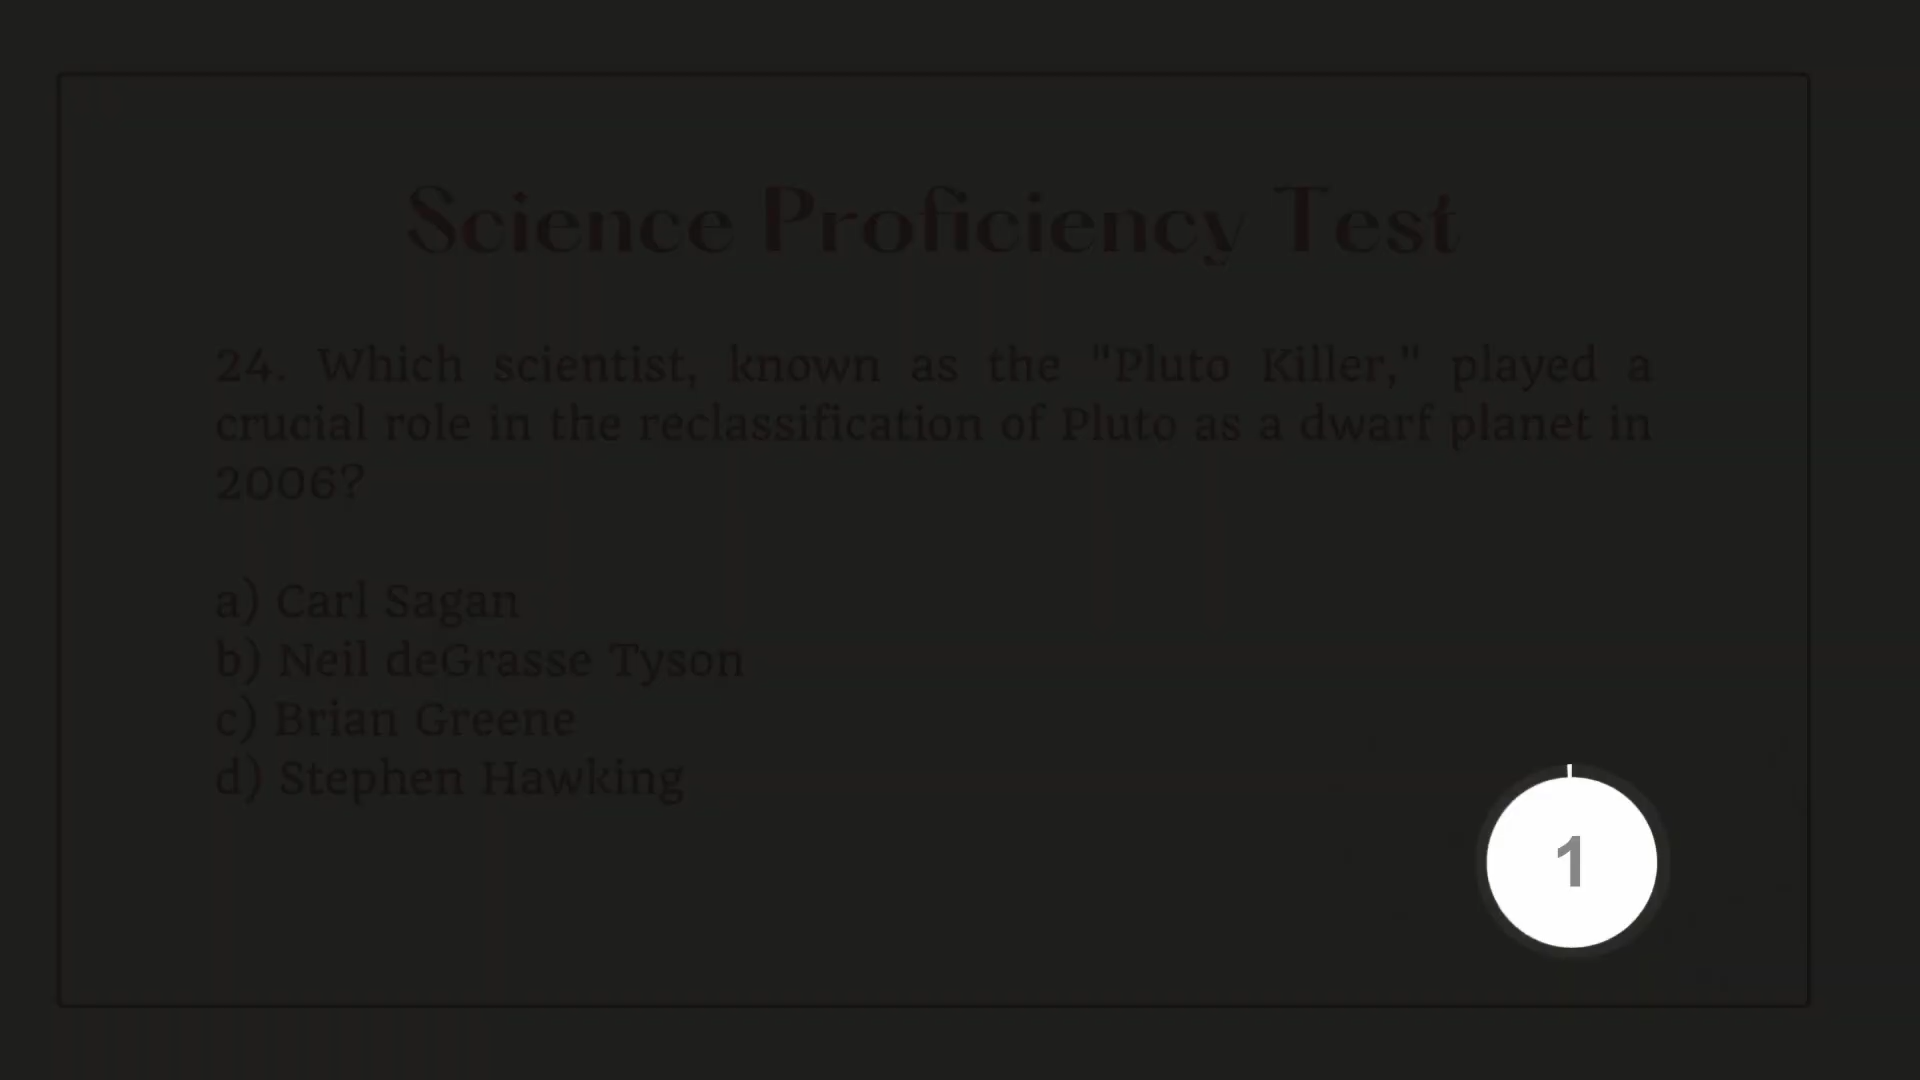 Science Proficiency Test
24. Which scientist, known as the "Pluto Killer," played a
crucial role in the reclassification of Pluto as a dwarf planet in
2006?
a) Carl Sagan
b) Neil deGrasse Tyson
c) Brian Greene
d) Stephen Hawking
1